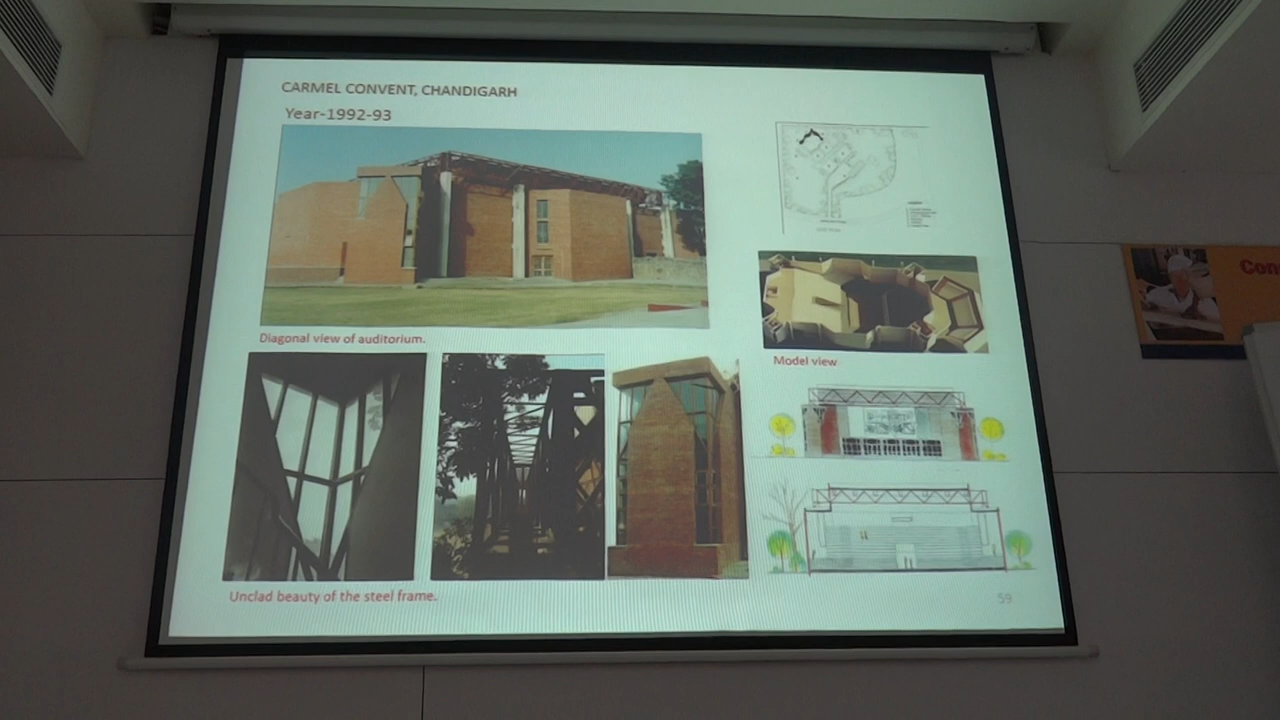 CARMEL CONVENT, CHANDIGARH
Year-1992-93
Diagonal view of auditorium.
Model view
Unclad beauty of the steel frame.
59
Com